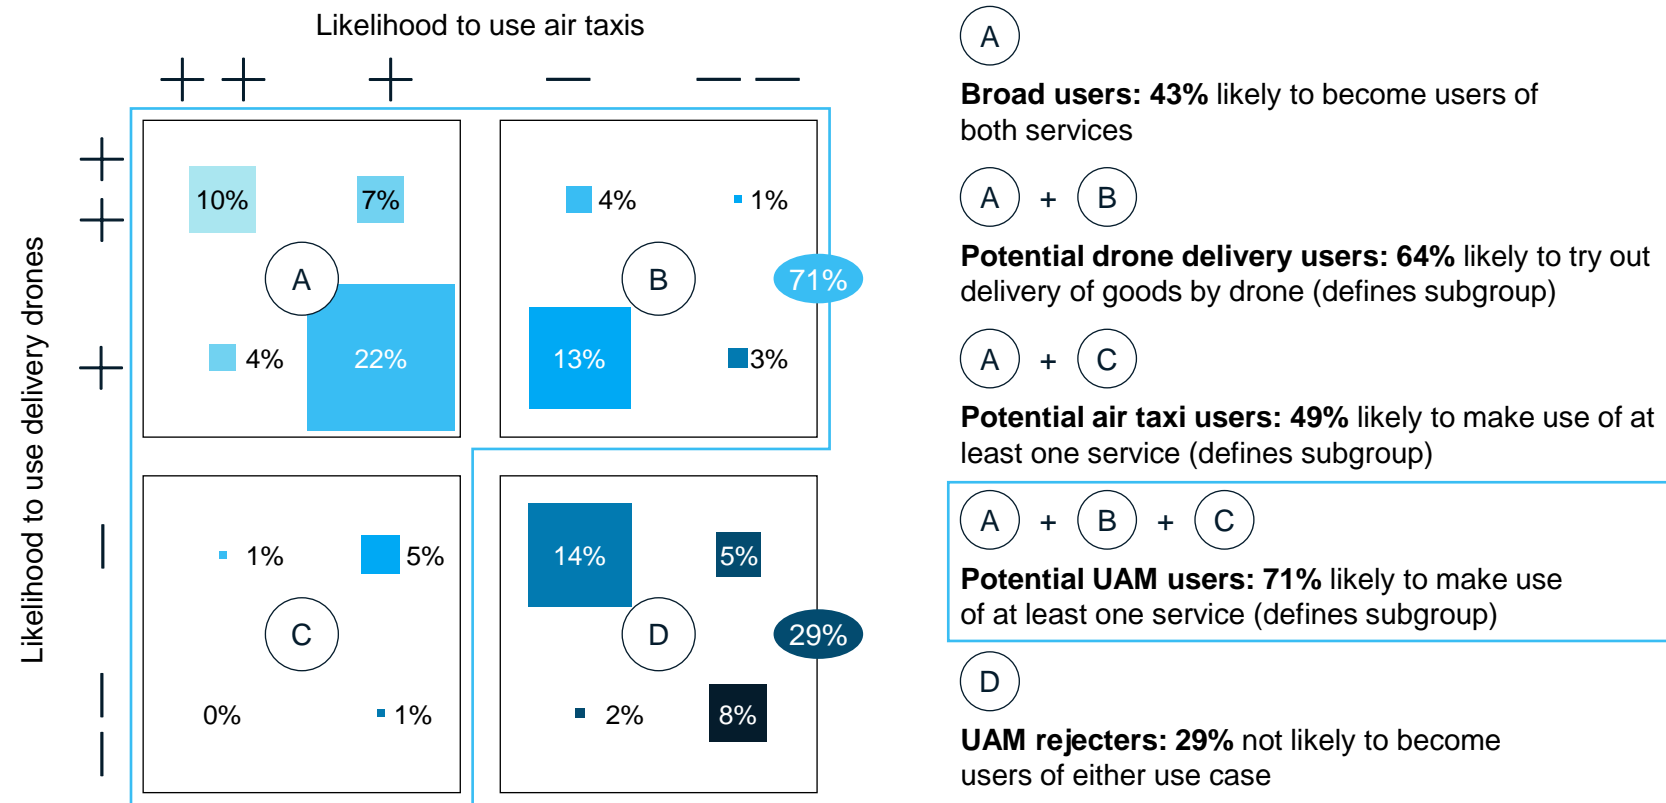 Likelihood to use air taxis
+ + + — — —
Likelihood to use delivery drones
+ +
+
—
— —
10% 7%
A
4% 22%
4% 1%
B
13% 3%
71%
1% 5%
C
0% 1%
14% 5%
D
2% 8%
29%
A
Broad users: 43% likely to become users of
both services
A + B
Potential drone delivery users: 64% likely to try out
delivery of goods by drone (defines subgroup)
A + C
Potential air taxi users: 49% likely to make use of at
least one service (defines subgroup)
A + B + C
Potential UAM users: 71% likely to make use
of at least one service (defines subgroup)
D
UAM rejecters: 29% not likely to become
users of either use case